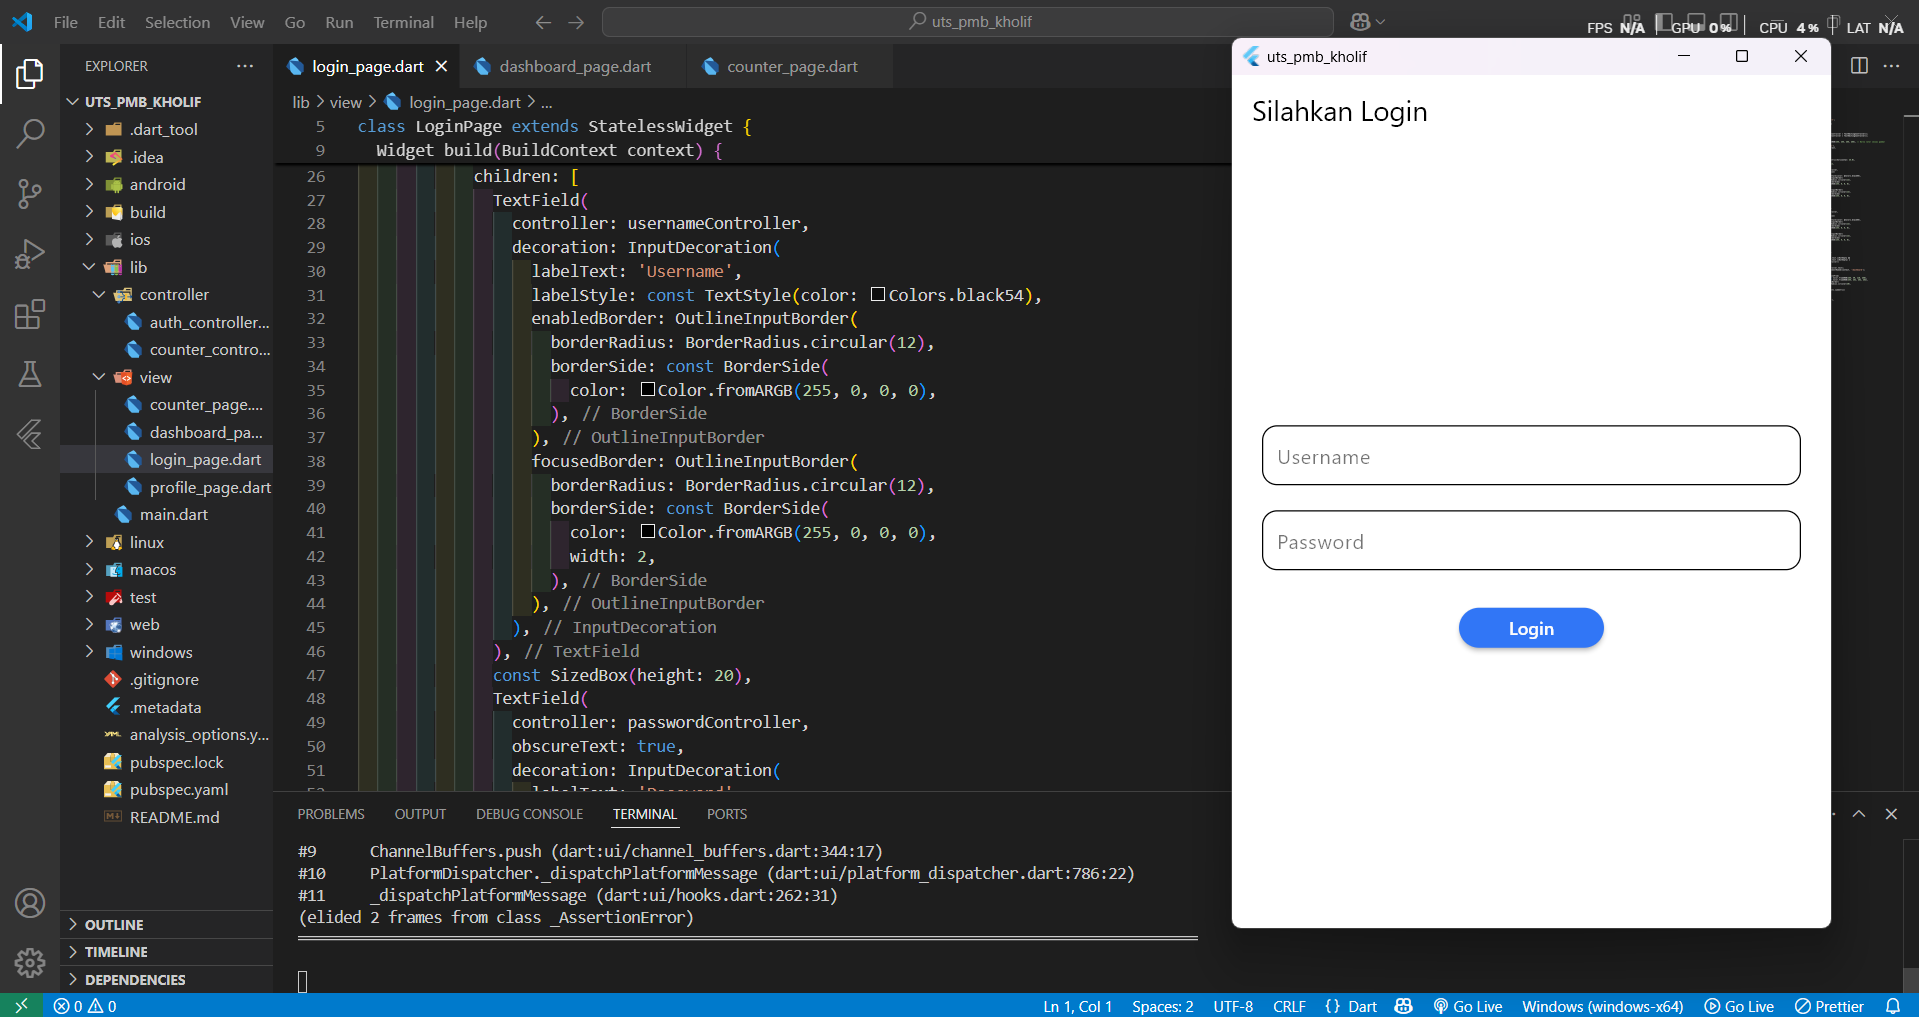 File Edit Selection View Go Run Terminal Help
uts_pmb_kholif
FPS N/A GPU 0% CPU 4% LAT N/A
EXPLORER
UTS_PMB_KHOLIF
.dart_tool
.idea
android
build
ios
lib
controller
auth_controller...
counter_contro...
view
counter_page....
dashboard_pa...
login_page.dart
profile_page.dart
main.dart
linux
macos
test
web
windows
.gitignore
.metadata
analysis_options.y...
pubspec.lock
pubspec.yaml
README.md
OUTLINE
TIMELINE
DEPENDENCIES
login_page.dart dashboard_page.dart counter_page.dart
lib > view > login_page.dart > ...
5 class LoginPage extends StatelessWidget {
9 Widget build(BuildContext context) {
26 children: [
27 TextField(
28 controller: usernameController,
29 decoration: InputDecoration(
30 labelText: 'Username',
31 labelStyle: const TextStyle(color: Colors.black54),
32 enabledBorder: OutlineInputBorder(
33 borderRadius: BorderRadius.circular(12),
34 borderSide: const BorderSide(
35 color: Color.fromARGB(255, 0, 0, 0),
36 ), // BorderSide
37 ), // OutlineInputBorder
38 focusedBorder: OutlineInputBorder(
39 borderRadius: BorderRadius.circular(12),
40 borderSide: const BorderSide(
41 color: Color.fromARGB(255, 0, 0, 0),
42 width: 2,
43 ), // BorderSide
44 ), // OutlineInputBorder
45 ), // InputDecoration
46 ), // TextField
47 const SizedBox(height: 20),
48 TextField(
49 controller: passwordController,
50 obscureText: true,
51 decoration: InputDecoration(
PROBLEMS OUTPUT DEBUG CONSOLE TERMINAL PORTS
#9 ChannelBuffers.push (dart:ui/channel_buffers.dart:344:17)
#10 PlatformDispatcher._dispatchPlatformMessage (dart:ui/platform_dispatcher.dart:786:22)
#11 _dispatchPlatformMessage (dart:ui/hooks.dart:262:31)
(elided 2 frames from class _AssertionError)
uts_pmb_kholif
Silahkan Login
Username
Password
Login
0 0 Ln 1, Col 1 Spaces: 2 UTF-8 CRLF {} Dart Go Live Windows (windows-x64) Go Live Prettier